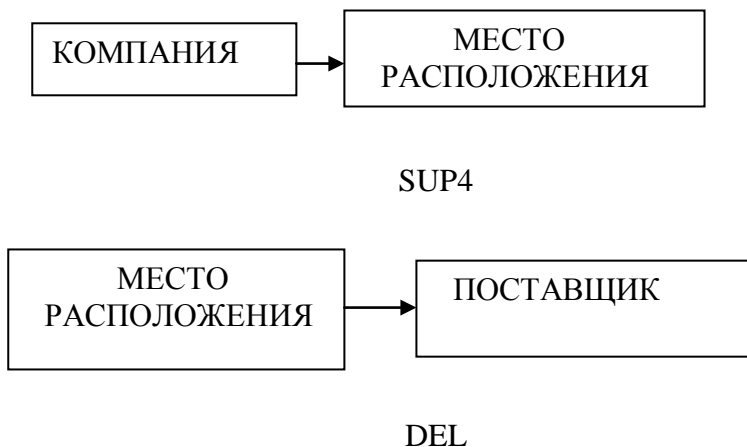 КОМПАНИЯ
МЕСТО
РАСПОЛОЖЕНИЯ
SUP4
МЕСТО
РАСПОЛОЖЕНИЯ
ПОСТАВЩИК
DEL